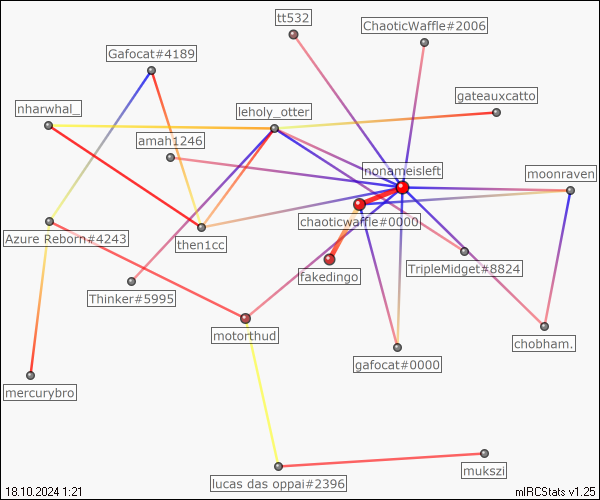 tt532
ChaoticWaffle#2006
Gafocat#4189
gateauxcatto
nharwhal_
leholy_otter
amah1246
nonameisleft
moonraven
chaoticwaffle#0000
Azure Reborn#4243
then1cc
fakedingo
TripleMidget#8824
Thinker#5995
motorthud
chobham.
gafocat#0000
mercurybro
mukszi
lucas das oppai#2396
18.10.2024 1:21
mIRCStats v1.25